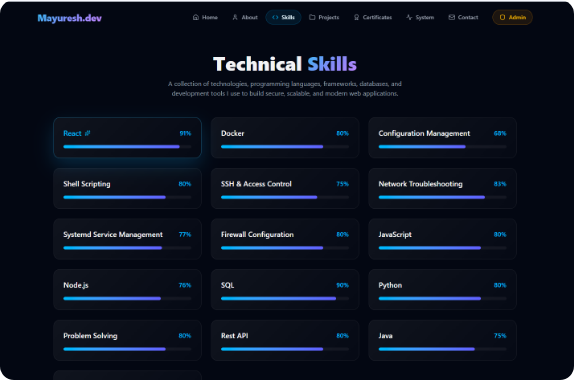 Mayuresh.dev
Home About Skills Projects Certificates System Contact Admin
Technical Skills
A collection of technologies, programming languages, frameworks, databases, and
development tools I use to build secure, scalable, and modern web applications.
React 91%
Docker 80%
Configuration Management 68%
Shell Scripting 80%
SSH & Access Control 75%
Network Troubleshooting 83%
Systemd Service Management 77%
Firewall Configuration 80%
JavaScript 80%
Node.js 76%
SQL 90%
Python 80%
Problem Solving 80%
Rest API 80%
Java 75%